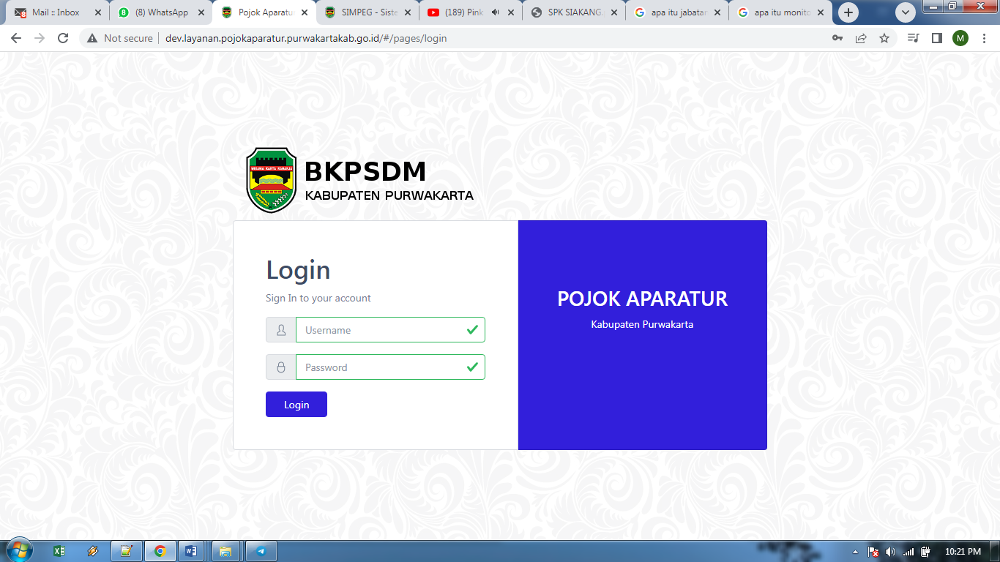 Mail :: Inbox
(8) WhatsApp
Pojok Aparatur
SIMPEG - Siste
(189) Pink
SPK SIAKANG.
apa itu jabatan
apa itu monito
Not secure
dev.layanan.pojokaparatur.purwakartakab.go.id/#/pages/login
M
WIBAWA KARTA RAHARJA
BKPSDM
KABUPATEN PURWAKARTA
Login
Sign In to your account
Username
Password
Login
POJOK APARATUR
Kabupaten Purwakarta
10:21 PM